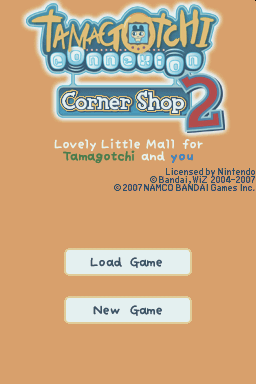 TAMAGOTCHI
CONNECTION
Corner Shop 2
Lovely Little Mall for
Tamagotchi and you
Licensed by Nintendo
©Bandai,WiZ 2004-2007
©2007 NAMCO BANDAI Games Inc.
Load Game
New Game